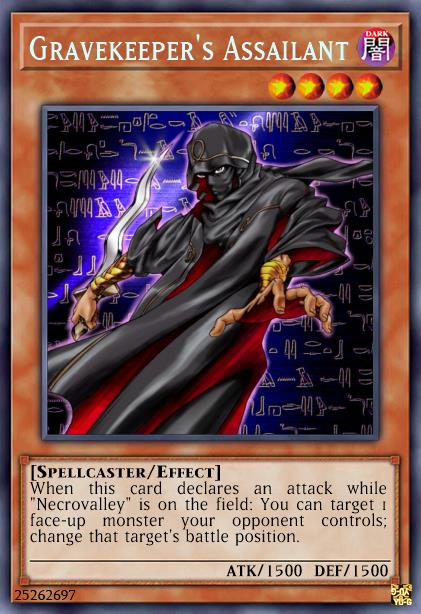 GRAVEKEEPER'S ASSAILANT
DARK
闇
[SPELLCASTER/EFFECT]
When this card declares an attack while
"Necrovalley" is on the field: You can target 1
face-up monster your opponent controls;
change that target's battle position.
ATK/1500 DEF/1500
25262697